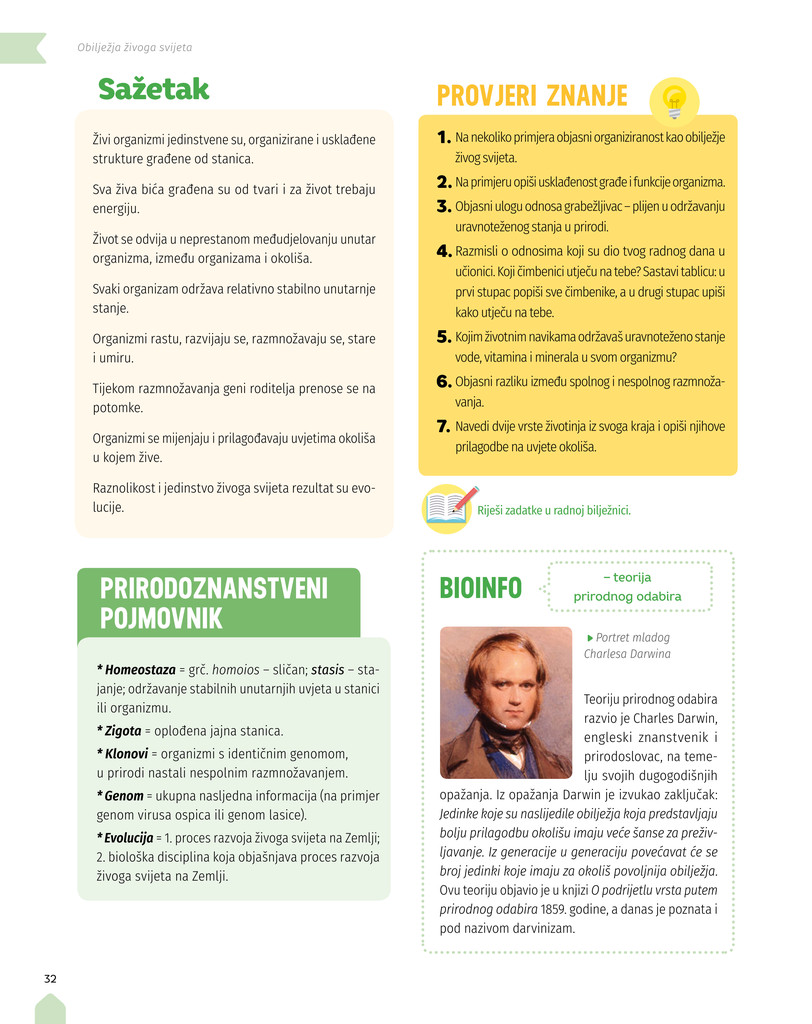 Obilježja živoga svijeta
Sažetak
Živi organizmi jedinstvene su, organizirane i usklađene
strukture građene od stanica.
Sva živa bića građena su od tvari i za život trebaju
energiju.
Život se odvija u neprestanom međudjelovanju unutar
organizma, između organizama i okoliša.
Svaki organizam održava relativno stabilno unutarnje
stanje.
Organizmi rastu, razvijaju se, razmnožavaju se, stare
i umiru.
Tijekom razmnožavanja geni roditelja prenose se na
potomke.
Organizmi se mijenjaju i prilagođavaju uvjetima okoliša
u kojem žive.
Raznolikost i jedinstvo živoga svijeta rezultat su evo-
lucije.
PRIRODOZNANSTVENI
POJMOVNIK
* Homeostaza = grč. homoios – sličan; stasis – sta-
janje; održavanje stabilnih unutarnjih uvjeta u stanici
ili organizmu.
* Zigota = oplođena jajna stanica.
* Klonovi = organizmi s identičnim genomom,
u prirodi nastali nespolnim razmnožavanjem.
* Genom = ukupna nasljedna informacija (na primjer
genom virusa ospica ili genom lasice).
* Evolucija = 1. proces razvoja živoga svijeta na Zemlji;
2. biološka disciplina koja objašnjava proces razvoja
živoga svijeta na Zemlji.
PROVJERI ZNANJE
1. Na nekoliko primjera objasni organiziranost kao obilježje
živog svijeta.
2. Na primjeru opiši usklađenost građe i funkcije organizma.
3. Objasni ulogu odnosa grabežljivac – plijen u održavanju
uravnoteženog stanja u prirodi.
4. Razmisli o odnosima koji su dio tvog radnog dana u
učionici. Koji čimbenici utječu na tebe? Sastavi tablicu: u
prvi stupac popiši sve čimbenike, a u drugi stupac upiši
kako utječu na tebe.
5. Kojim životnim navikama održavaš uravnoteženo stanje
vode, vitamina i minerala u svom organizmu?
6. Objasni razliku između spolnog i nespolnog razmnoža-
vanja.
7. Navedi dvije vrste životinja iz svoga kraja i opiši njihove
prilagodbe na uvjete okoliša.
Riješi zadatke u radnoj bilježnici.
BIOINFO
– teorija
prirodnog odabira
Portret mladog
Charlesa Darwina
Teoriju prirodnog odabira
razvio je Charles Darwin,
engleski znanstvenik i
prirodoslovac, na teme-
lju svojih dugogodišnjih
opažanja. Iz opažanja Darwin je izvukao zaključak:
Jedinke koje su naslijedile obilježja koja predstavljaju
bolju prilagodbu okolišu imaju veće šanse za preživ-
ljavanje. Iz generacije u generaciju povećavat će se
broj jedinki koje imaju za okoliš povoljnija obilježja.
Ovu teoriju objavio je u knjizi O podrijetlu vrsta putem
prirodnog odabira 1859. godine, a danas je poznata i
pod nazivom darvinizam.
32